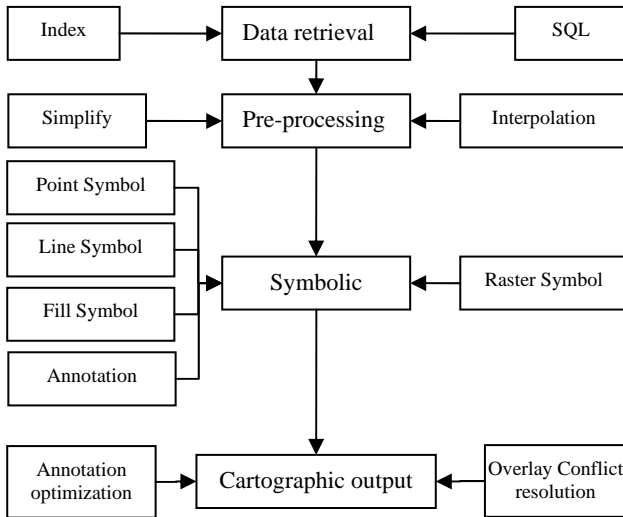 Index
Data retrieval
SQL
Simplify
Pre-processing
Interpolation
Point Symbol
Line Symbol
Fill Symbol
Annotation
Symbolic
Raster Symbol
Annotation
optimization
Cartographic output
Overlay Conflict
resolution